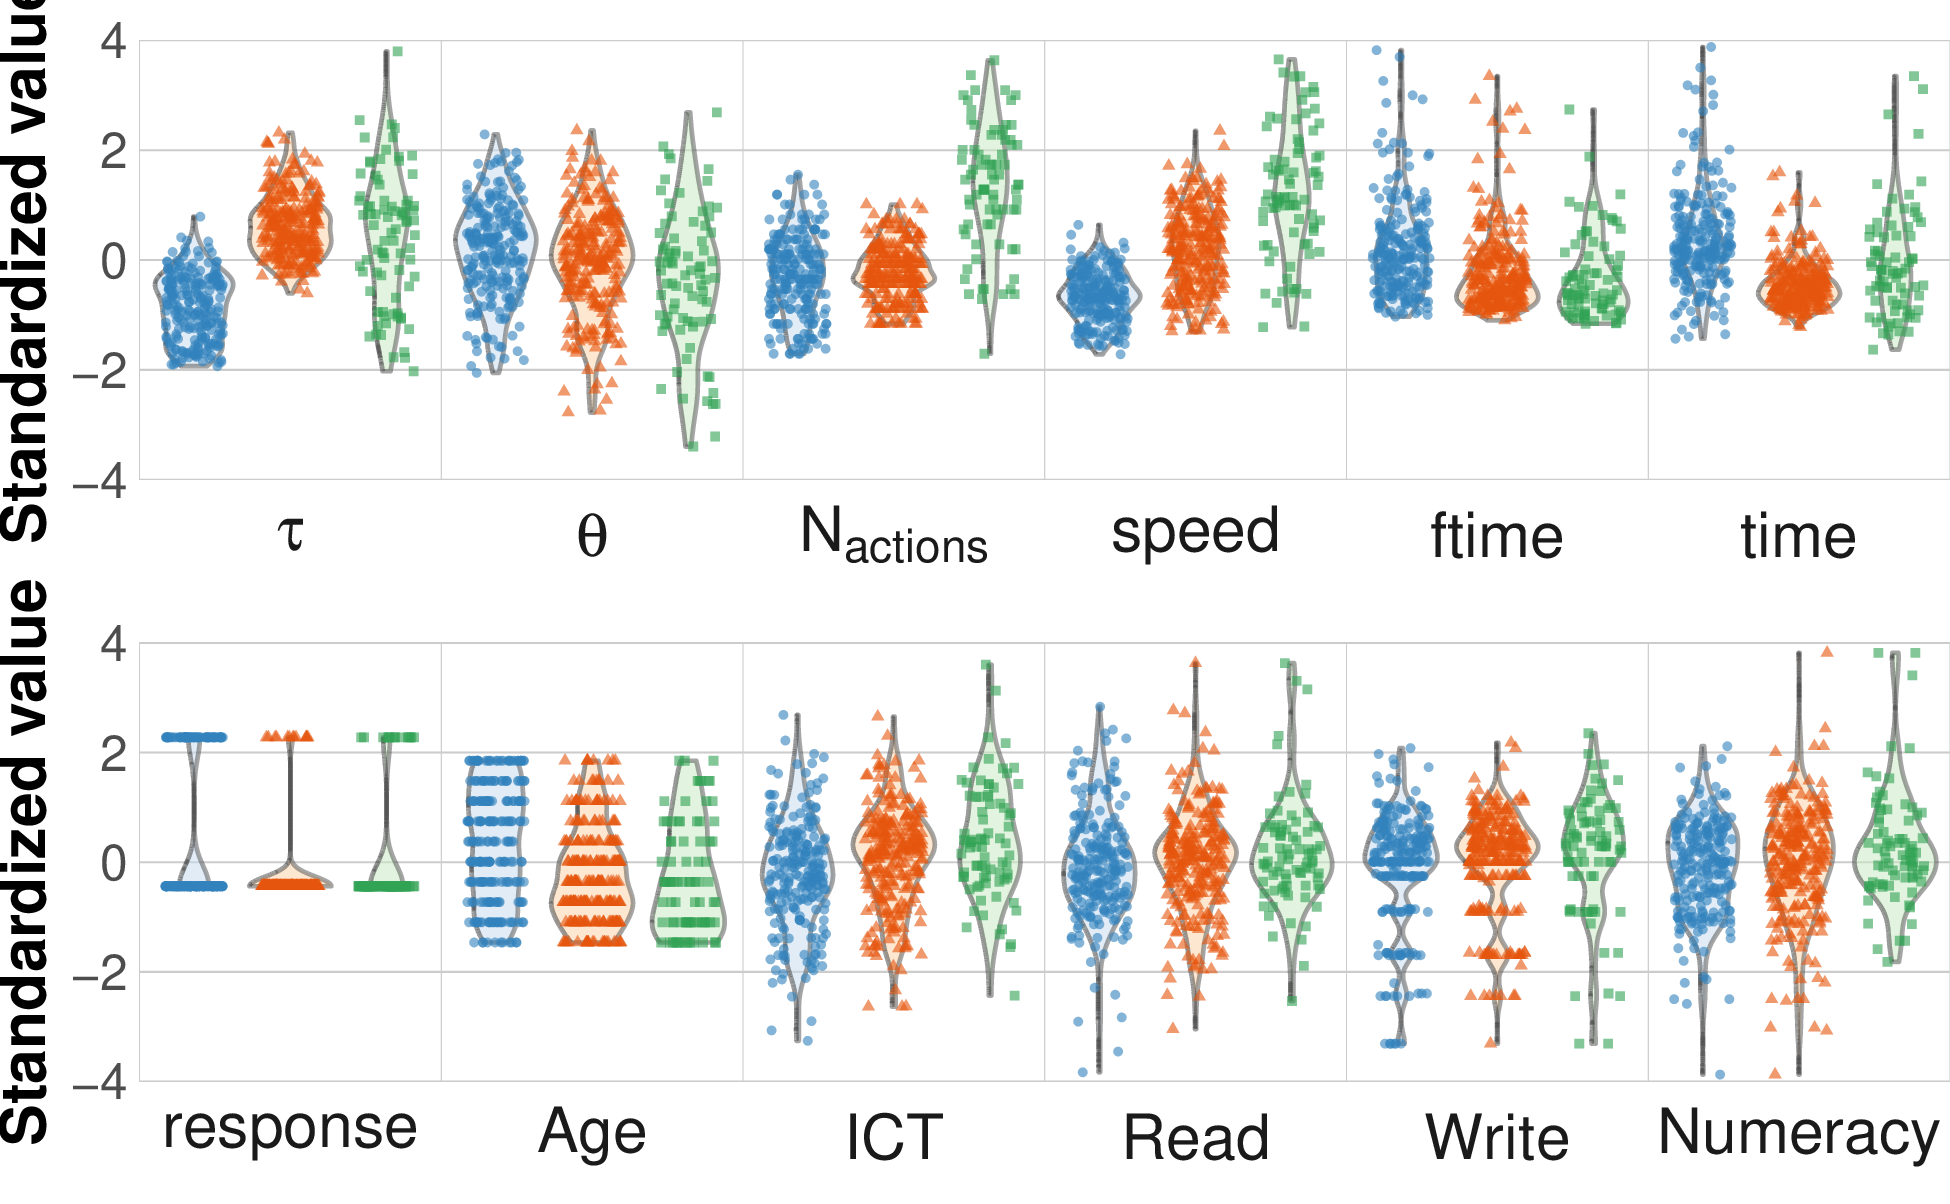 Standardized value
4
2
0
−2
−4
τ
θ
Nactions
speed
ftime
time
Standardized value
4
2
0
−2
−4
response
Age
ICT
Read
Write
Numeracy